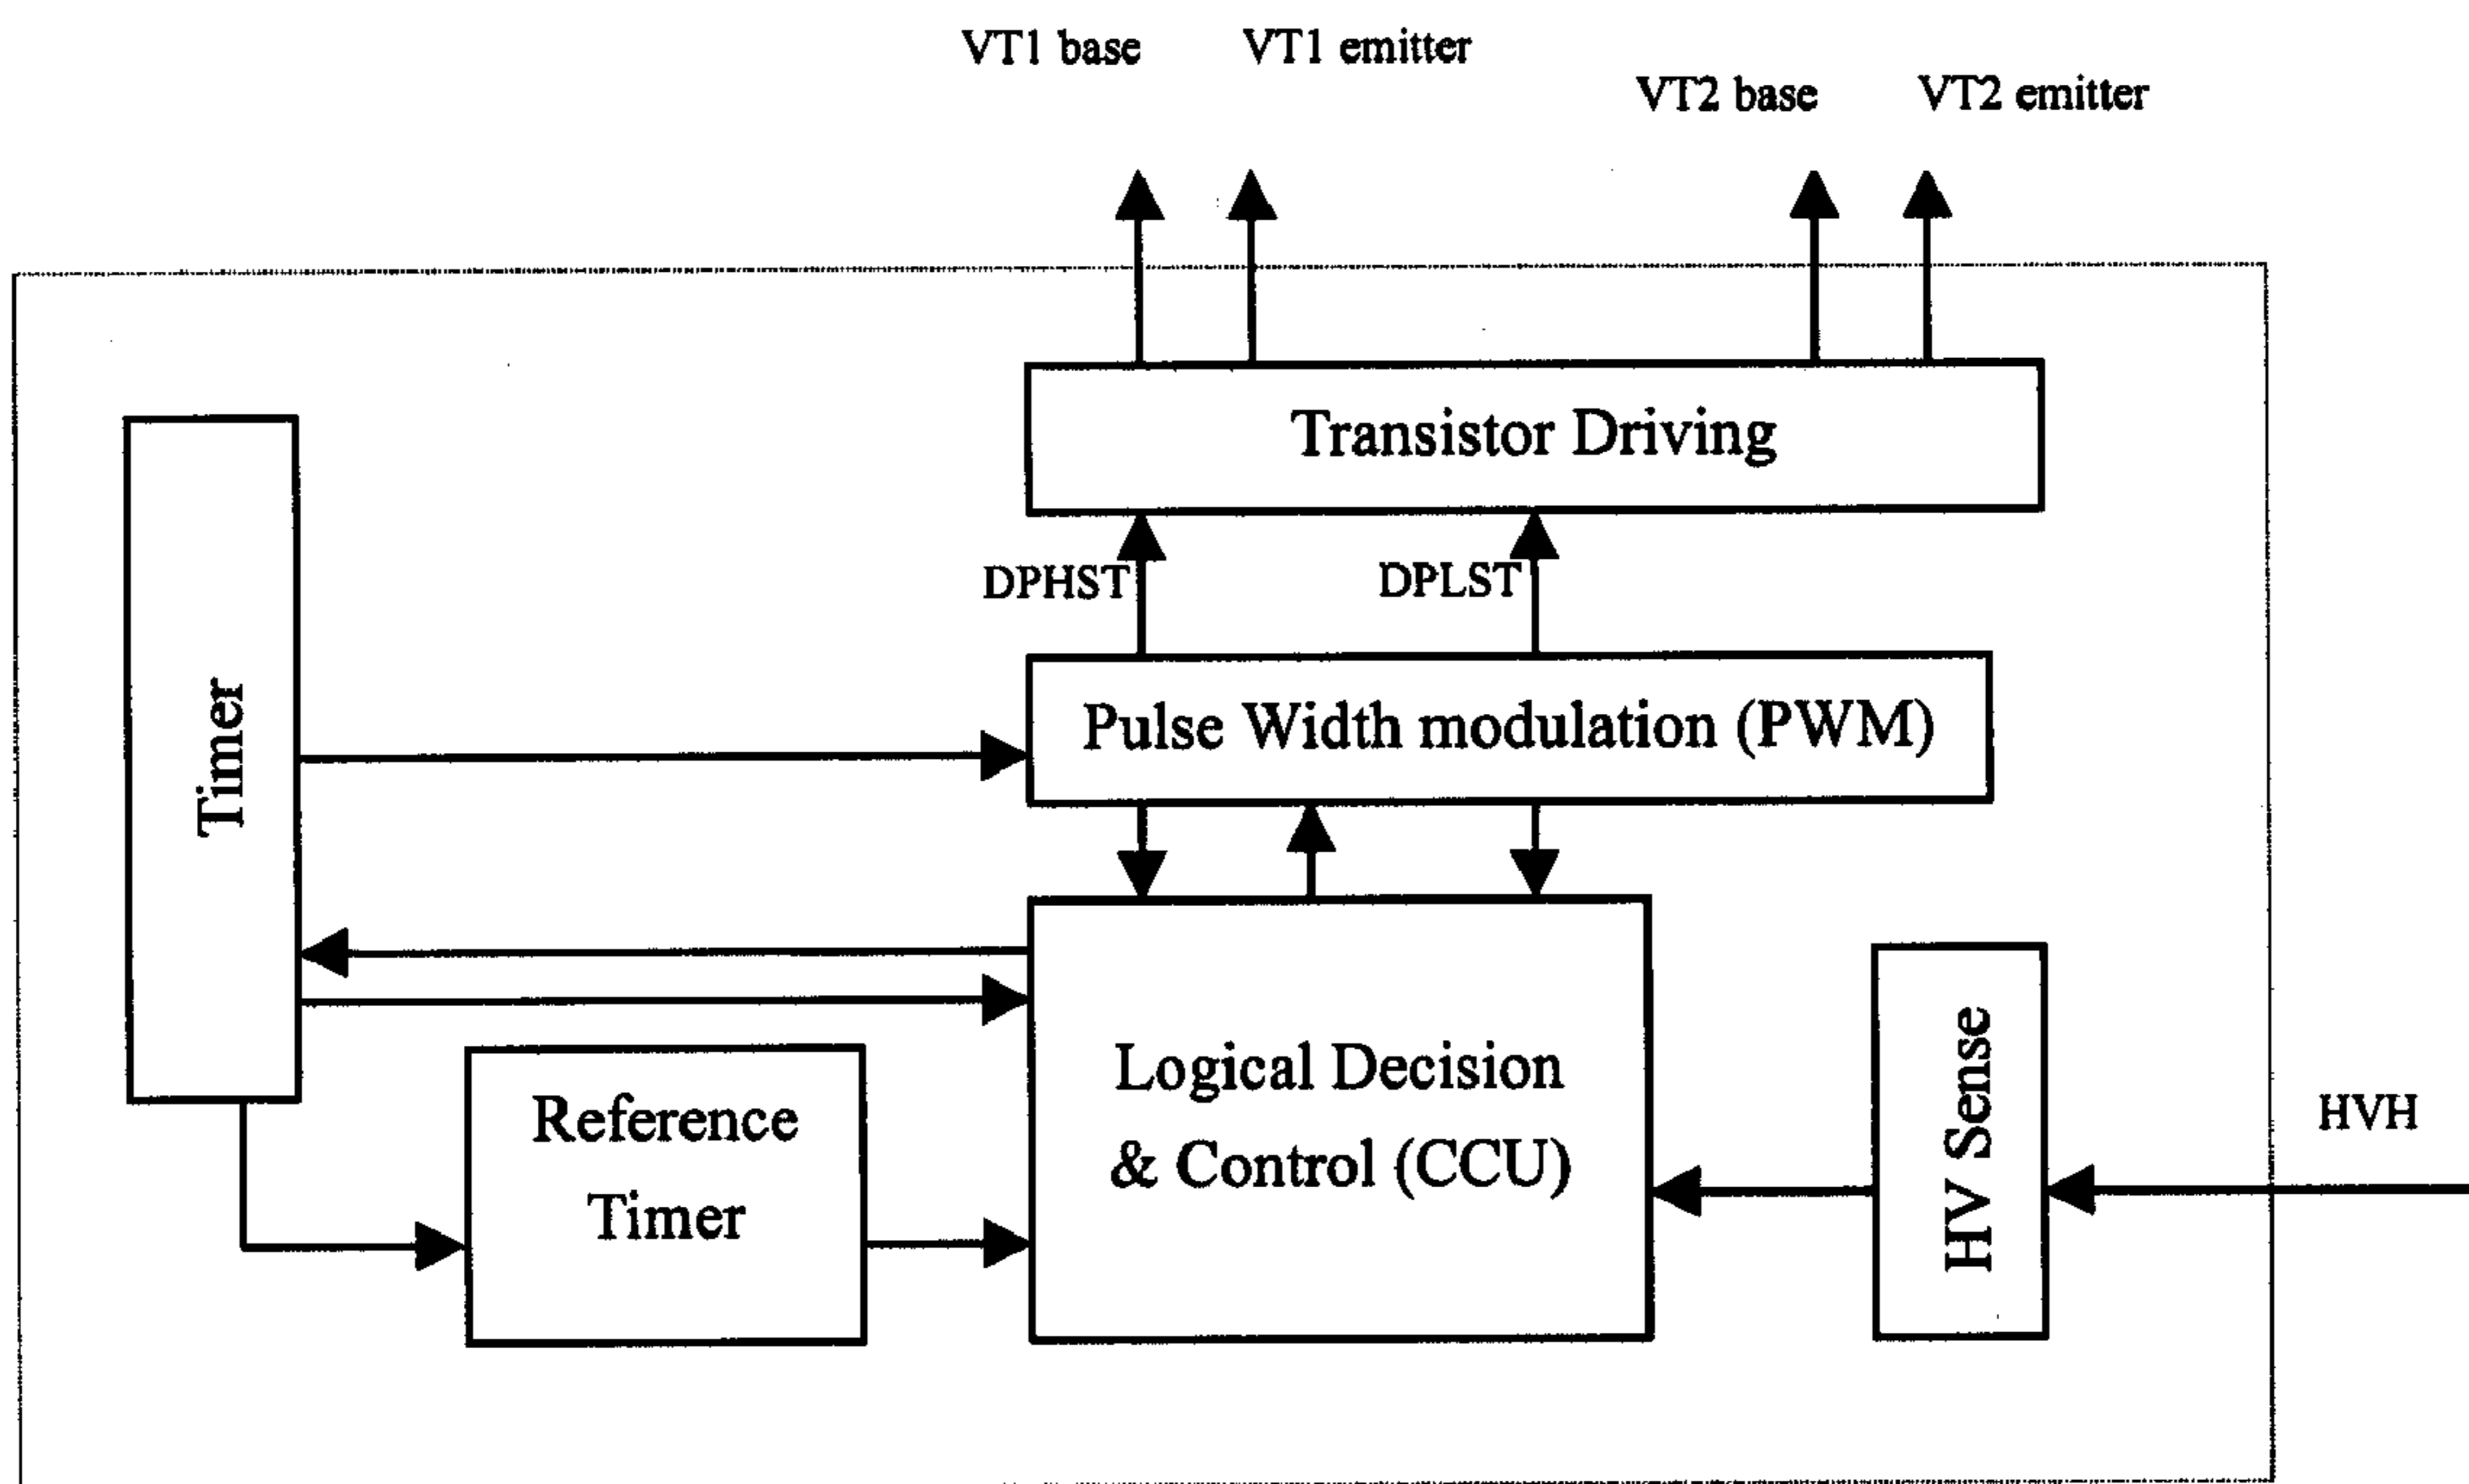 VT1 base
VT1 emitter
VT2 base
VT2 emitter
Transistor Driving
DPHST
DPLST
Timer
Pulse Width modulation (PWM)
Logical Decision
& Control (CCU)
Reference
Timer
HV Sense
HVH